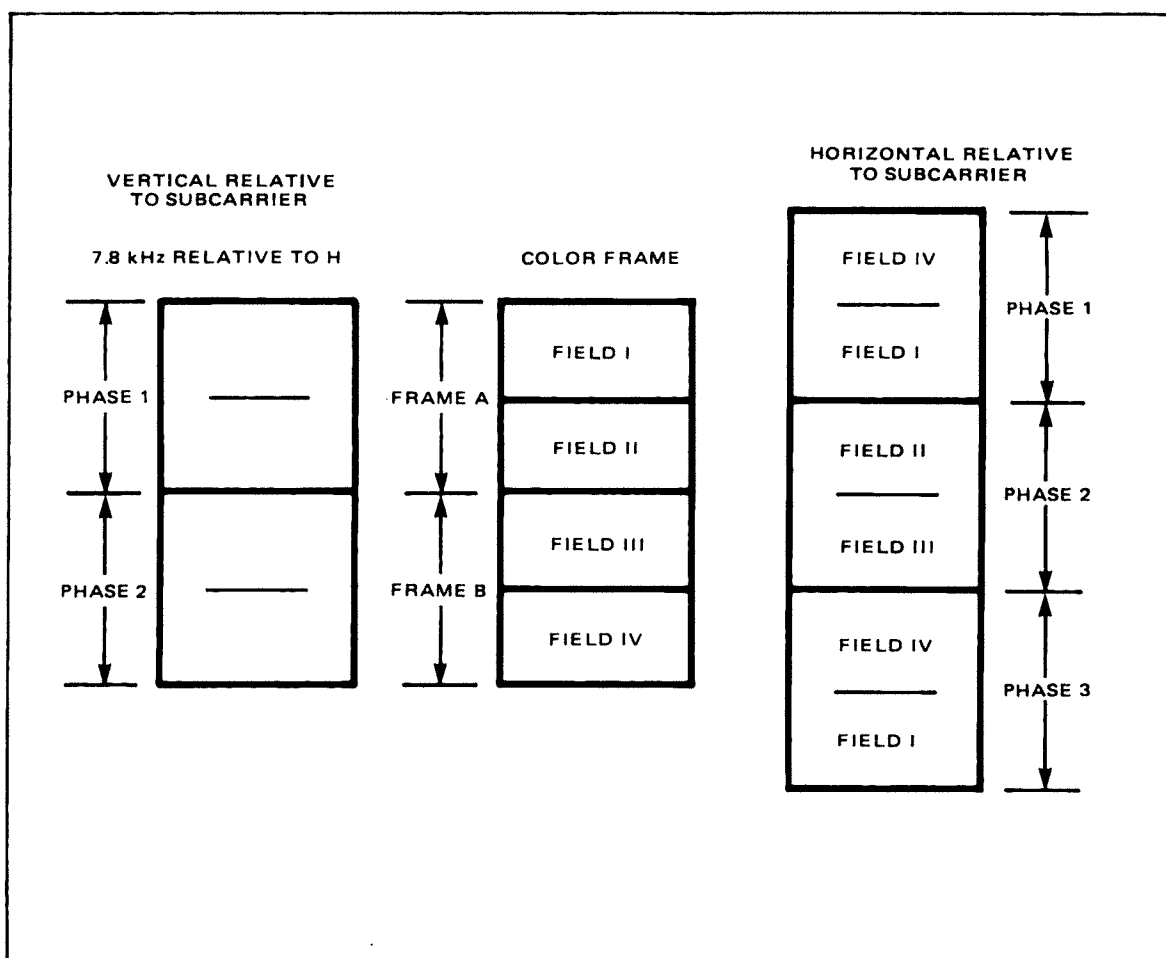 VERTICAL RELATIVE
TO SUBCARRIER
7.8 kHz RELATIVE TO H
PHASE 1
PHASE 2
COLOR FRAME
FRAME A
FRAME B
FIELD I
FIELD II
FIELD III
FIELD IV
HORIZONTAL RELATIVE
TO SUBCARRIER
FIELD IV
FIELD I
PHASE 1
FIELD II
FIELD III
PHASE 2
FIELD IV
FIELD I
PHASE 3